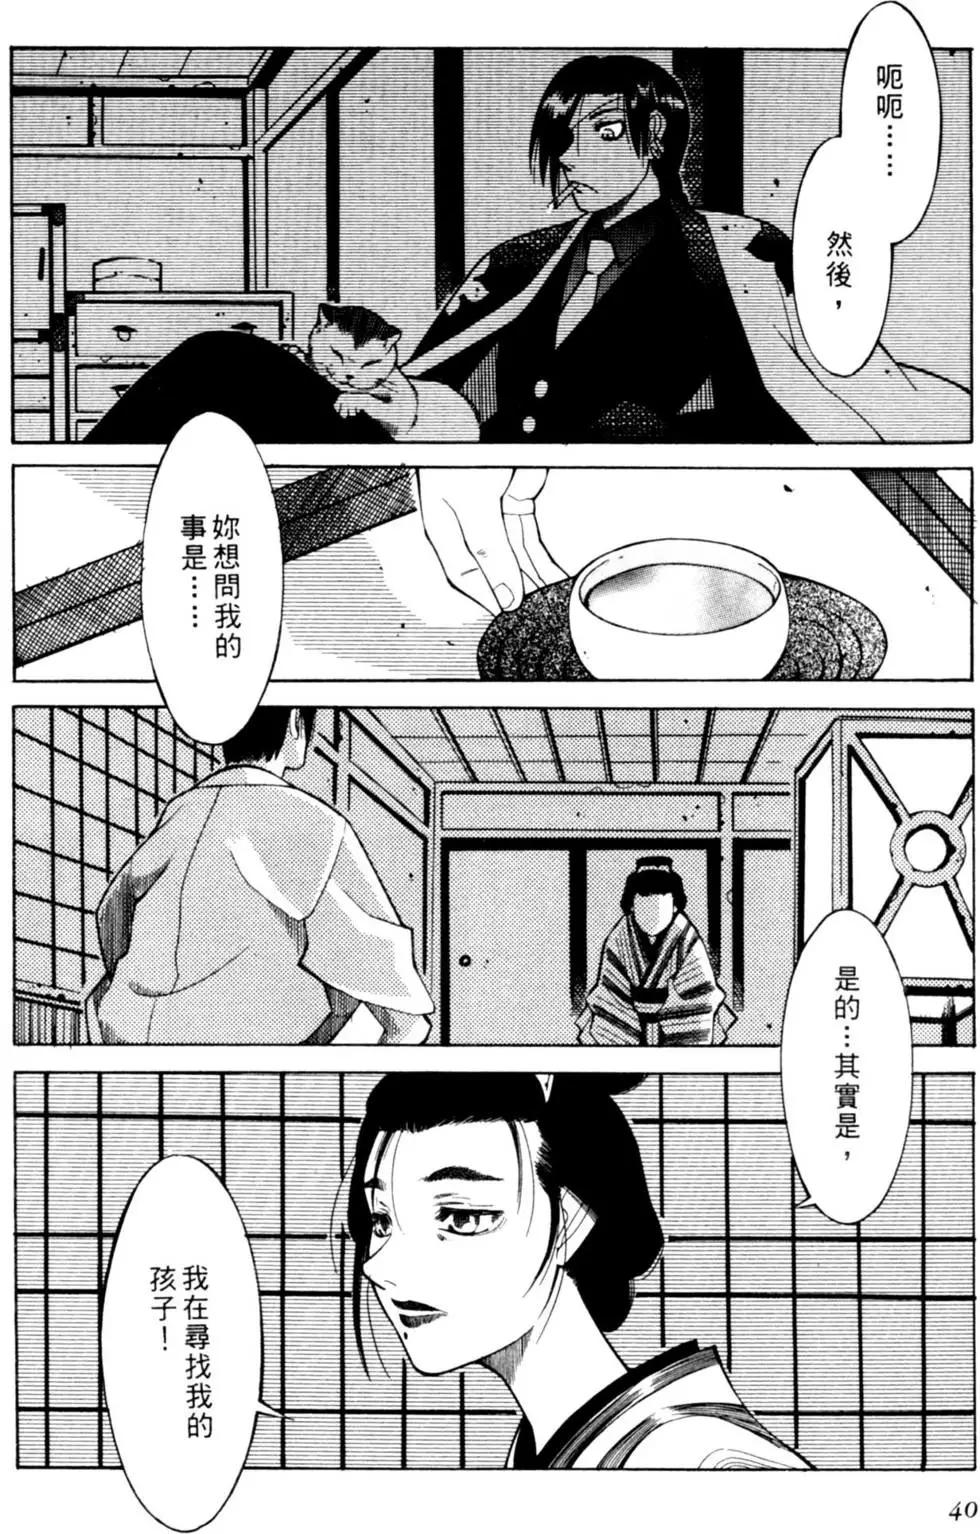 呃呃……
然後，
妳想問我的
事是……
是的…其實是，
我在尋找我的
孩子！
40